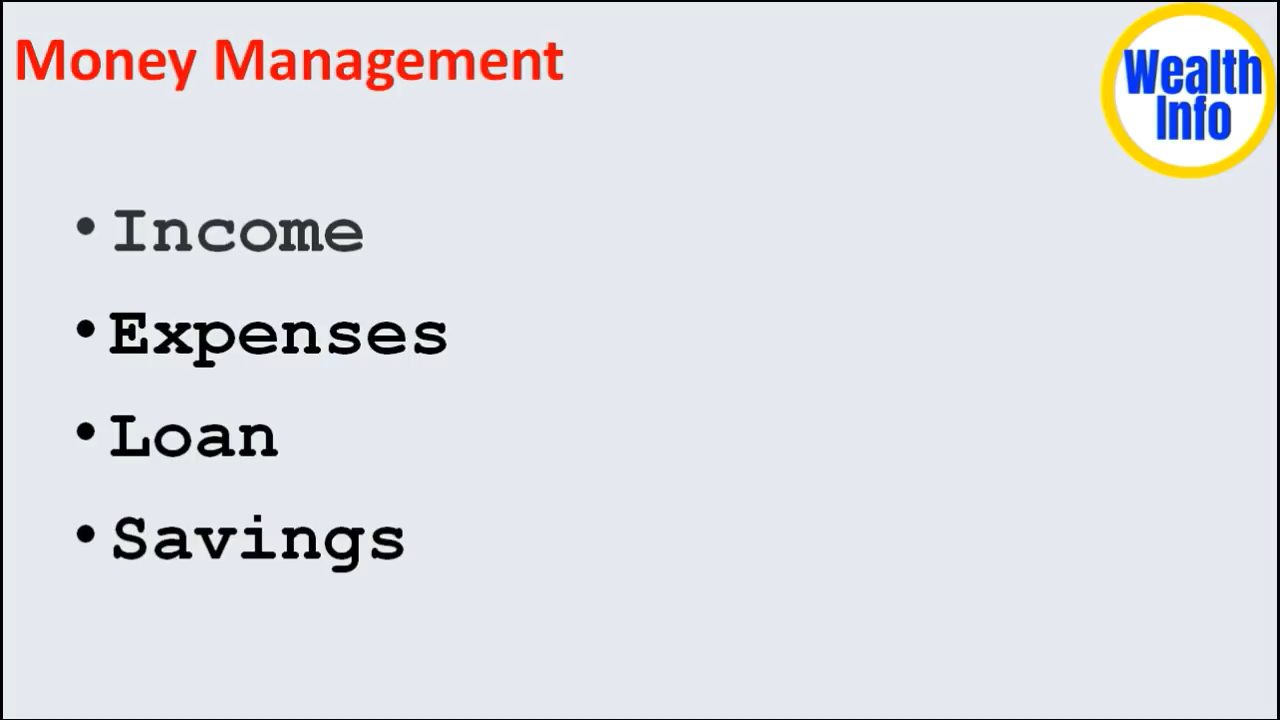 Money Management
Wealth
Info
• Income
• Expenses
• Loan
• Savings